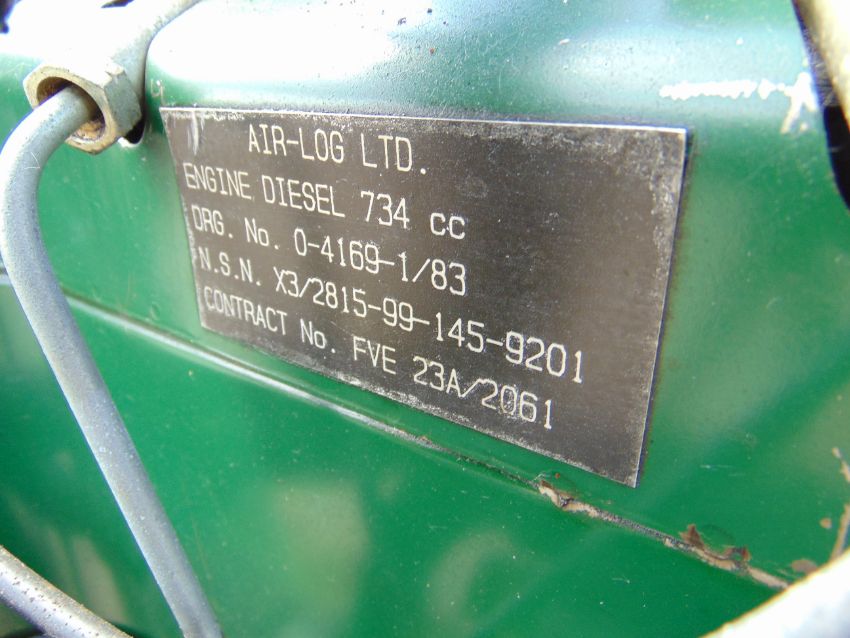 AIR-LOG LTD.
ENGINE DIESEL 734 cc
DRG. No. 0-4169-1/83
N.S.N. X3/2815-99-145-9201
CONTRACT No. FVE 23A/2061